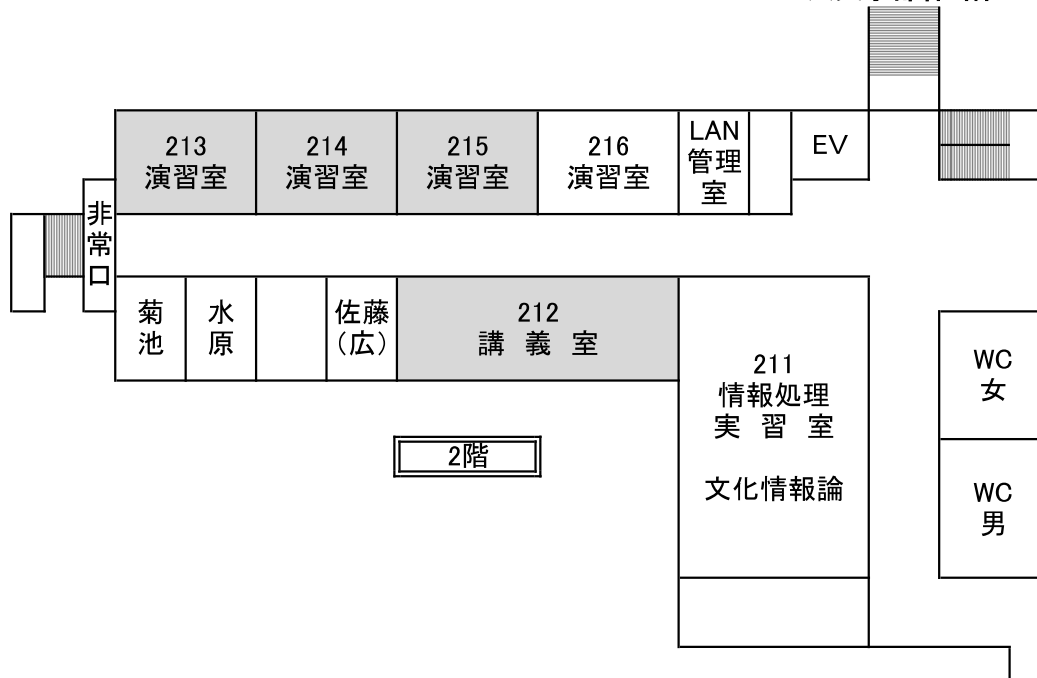 213
演習室
214
演習室
215
演習室
216
演習室
LAN
管理
室
EV
非
常
口
菊
池
水
原
佐藤
(広)
212
講 義 室
211
情報処理
実 習 室
文化情報論
WC
女
WC
男
2階